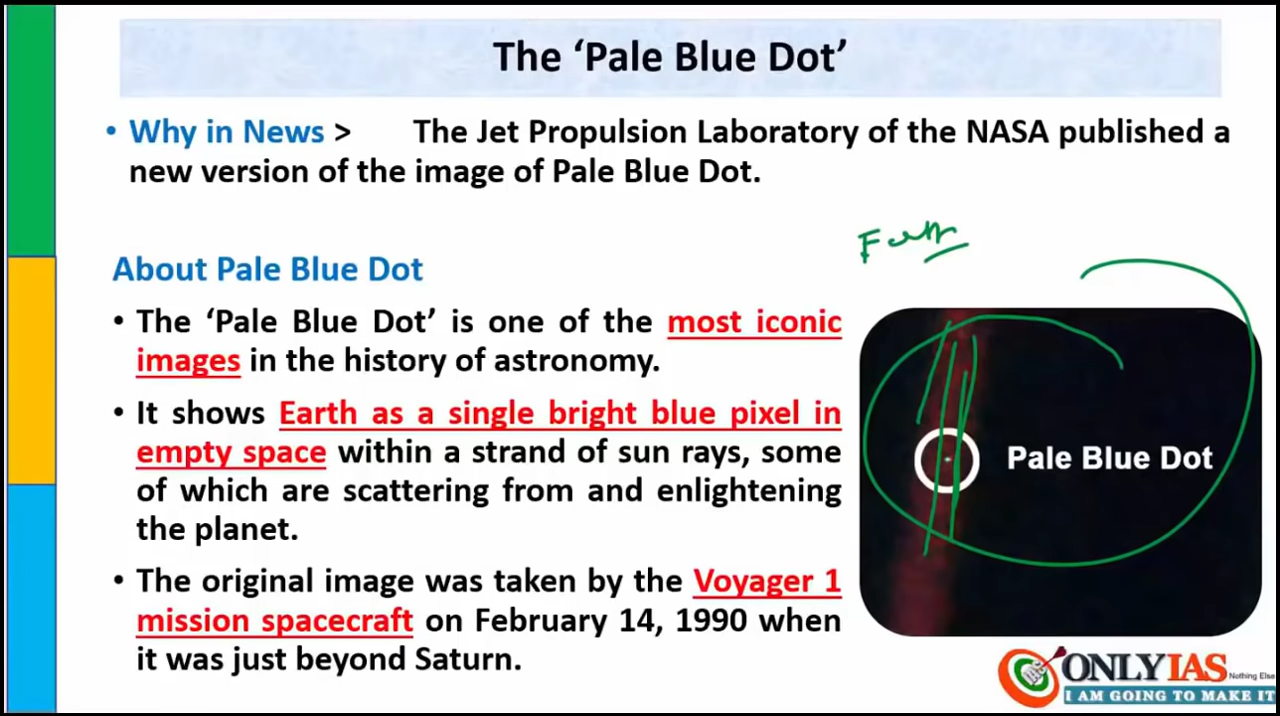 The ‘Pale Blue Dot’
• Why in News > The Jet Propulsion Laboratory of the NASA published a
new version of the image of Pale Blue Dot.
About Pale Blue Dot
• The ‘Pale Blue Dot’ is one of the most iconic
images in the history of astronomy.
• It shows Earth as a single bright blue pixel in
empty space within a strand of sun rays, some
of which are scattering from and enlightening
the planet.
• The original image was taken by the Voyager 1
mission spacecraft on February 14, 1990 when
it was just beyond Saturn.
Pale Blue Dot
ONLYIAS
Nothing Else
I AM GOING TO MAKE IT